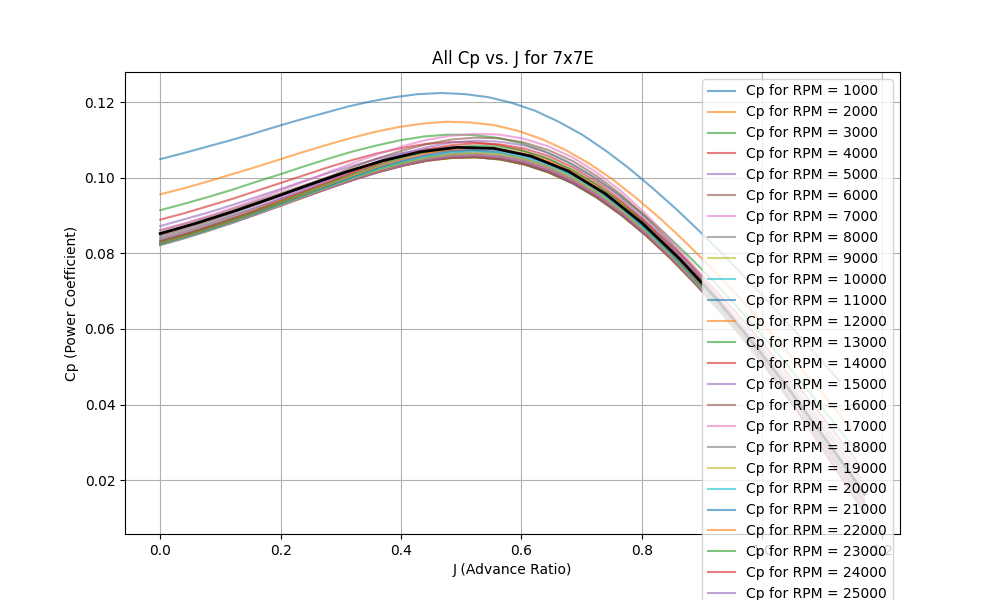 All Cp vs. J for 7x7E
Cp (Power Coefficient)
0.12
0.10
0.08
0.06
0.04
0.02
0.0
0.2
0.4
0.6
0.8
J (Advance Ratio)
Cp for RPM = 1000
Cp for RPM = 2000
Cp for RPM = 3000
Cp for RPM = 4000
Cp for RPM = 5000
Cp for RPM = 6000
Cp for RPM = 7000
Cp for RPM = 8000
Cp for RPM = 9000
Cp for RPM = 10000
Cp for RPM = 11000
Cp for RPM = 12000
Cp for RPM = 13000
Cp for RPM = 14000
Cp for RPM = 15000
Cp for RPM = 16000
Cp for RPM = 17000
Cp for RPM = 18000
Cp for RPM = 19000
Cp for RPM = 20000
Cp for RPM = 21000
Cp for RPM = 22000
Cp for RPM = 23000
Cp for RPM = 24000
Cp for RPM = 25000